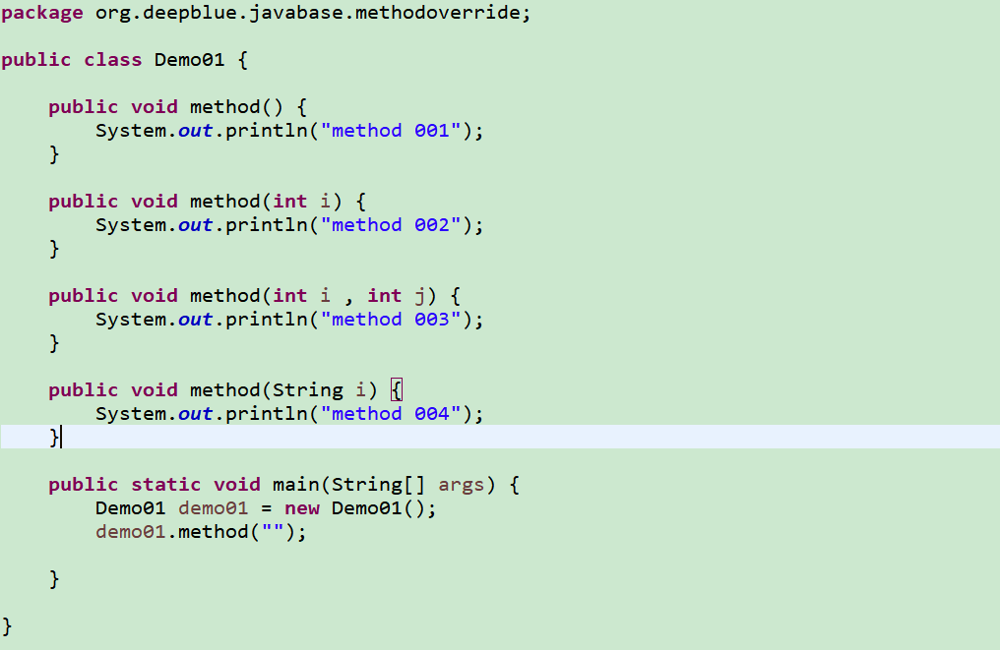 package org.deepblue.javabase.methodoverride;
public class Demo01 {
public void method() {
System.out.println("method 001");
}
public void method(int i) {
System.out.println("method 002");
}
public void method(int i , int j) {
System.out.println("method 003");
}
public void method(String i) {
System.out.println("method 004");
}
public static void main(String[] args) {
Demo01 demo01 = new Demo01();
demo01.method("");
}
}